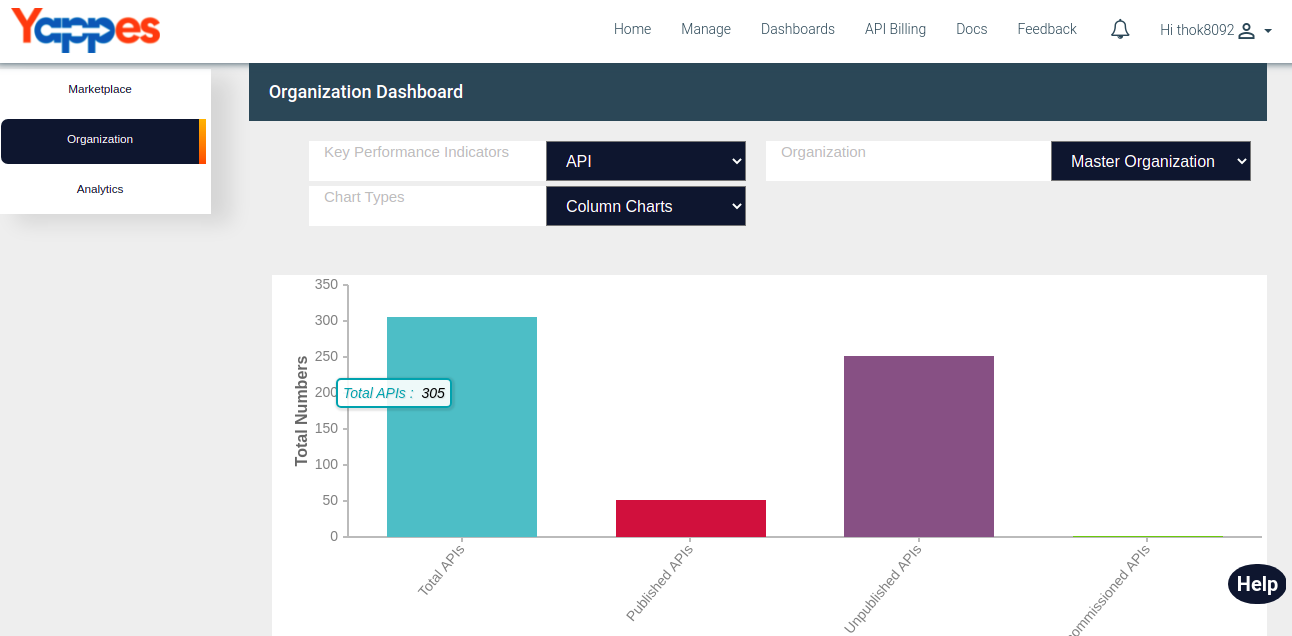 Yappes
Home Manage Dashboards API Billing Docs Feedback Hi thok8092
Marketplace
Organization
Analytics
Organization Dashboard
Key Performance Indicators API Organization Master Organization
Chart Types Column Charts
350
300
250
200
150
100
50
0
Total Numbers
Total APIs : 305
Total APIs
Published APIs
Unpublished APIs
ommissioned APIs
Help